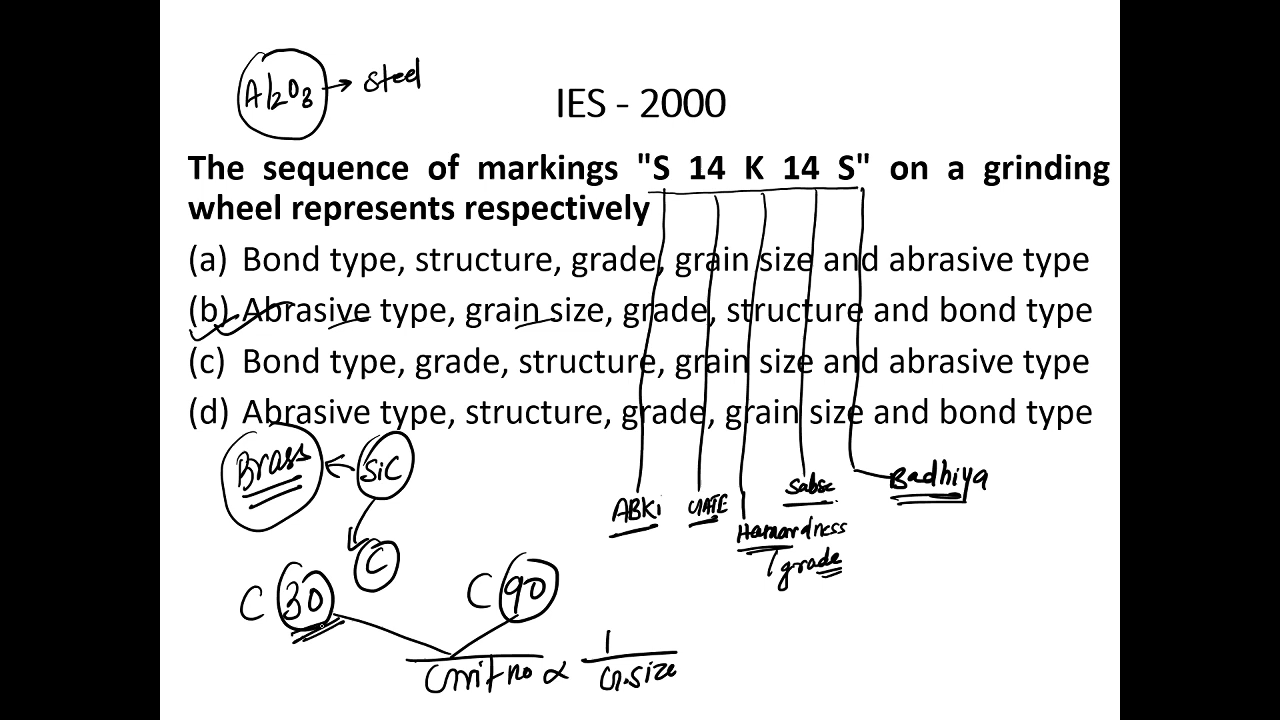 Al2O3 → steel
IES - 2000
The sequence of markings "S 14 K 14 S" on a grinding
wheel represents respectively
(a) Bond type, structure, grade, grain size and abrasive type
(b) Abrasive type, grain size, grade, structure and bond type
(c) Bond type, grade, structure, grain size and abrasive type
(d) Abrasive type, structure, grade, grain size and bond type
Brass ← SiC
Badhiya
ABKi GATE Sabse
/ grade
C
C 30 C 90
no ∝ 1
G.size